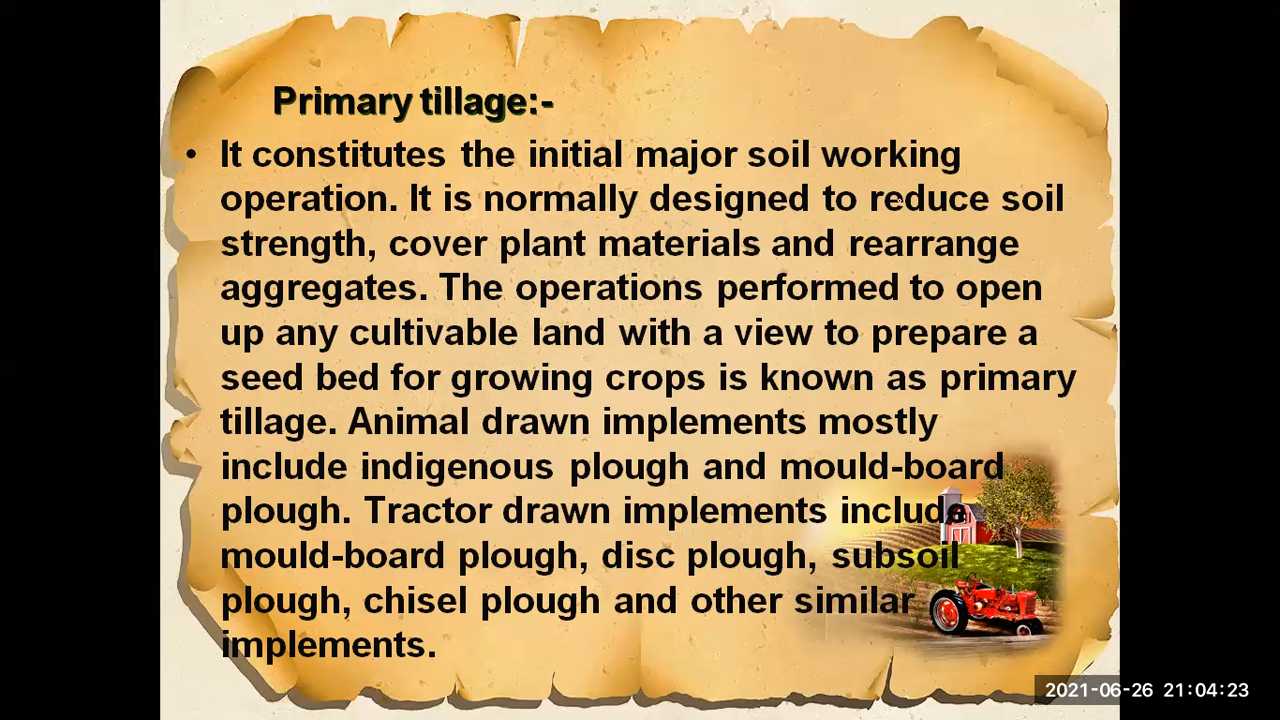 Primary tillage:-
• It constitutes the initial major soil working
operation. It is normally designed to reduce soil
strength, cover plant materials and rearrange
aggregates. The operations performed to open
up any cultivable land with a view to prepare a
seed bed for growing crops is known as primary
tillage. Animal drawn implements mostly
include indigenous plough and mould-board
plough. Tractor drawn implements include
mould-board plough, disc plough, subsoil
plough, chisel plough and other similar
implements.
2021-06-26 21:04:23